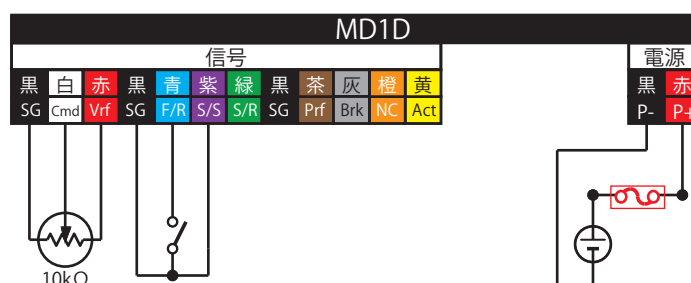 MD1D
信号 電源
黒 白 赤 黒 青 紫 緑 黒 茶 灰 橙 黄 黒 赤
SG Cmd Vrf SG F/R S/S S/R SG Prf Brk NC Act P- P+
10kΩ